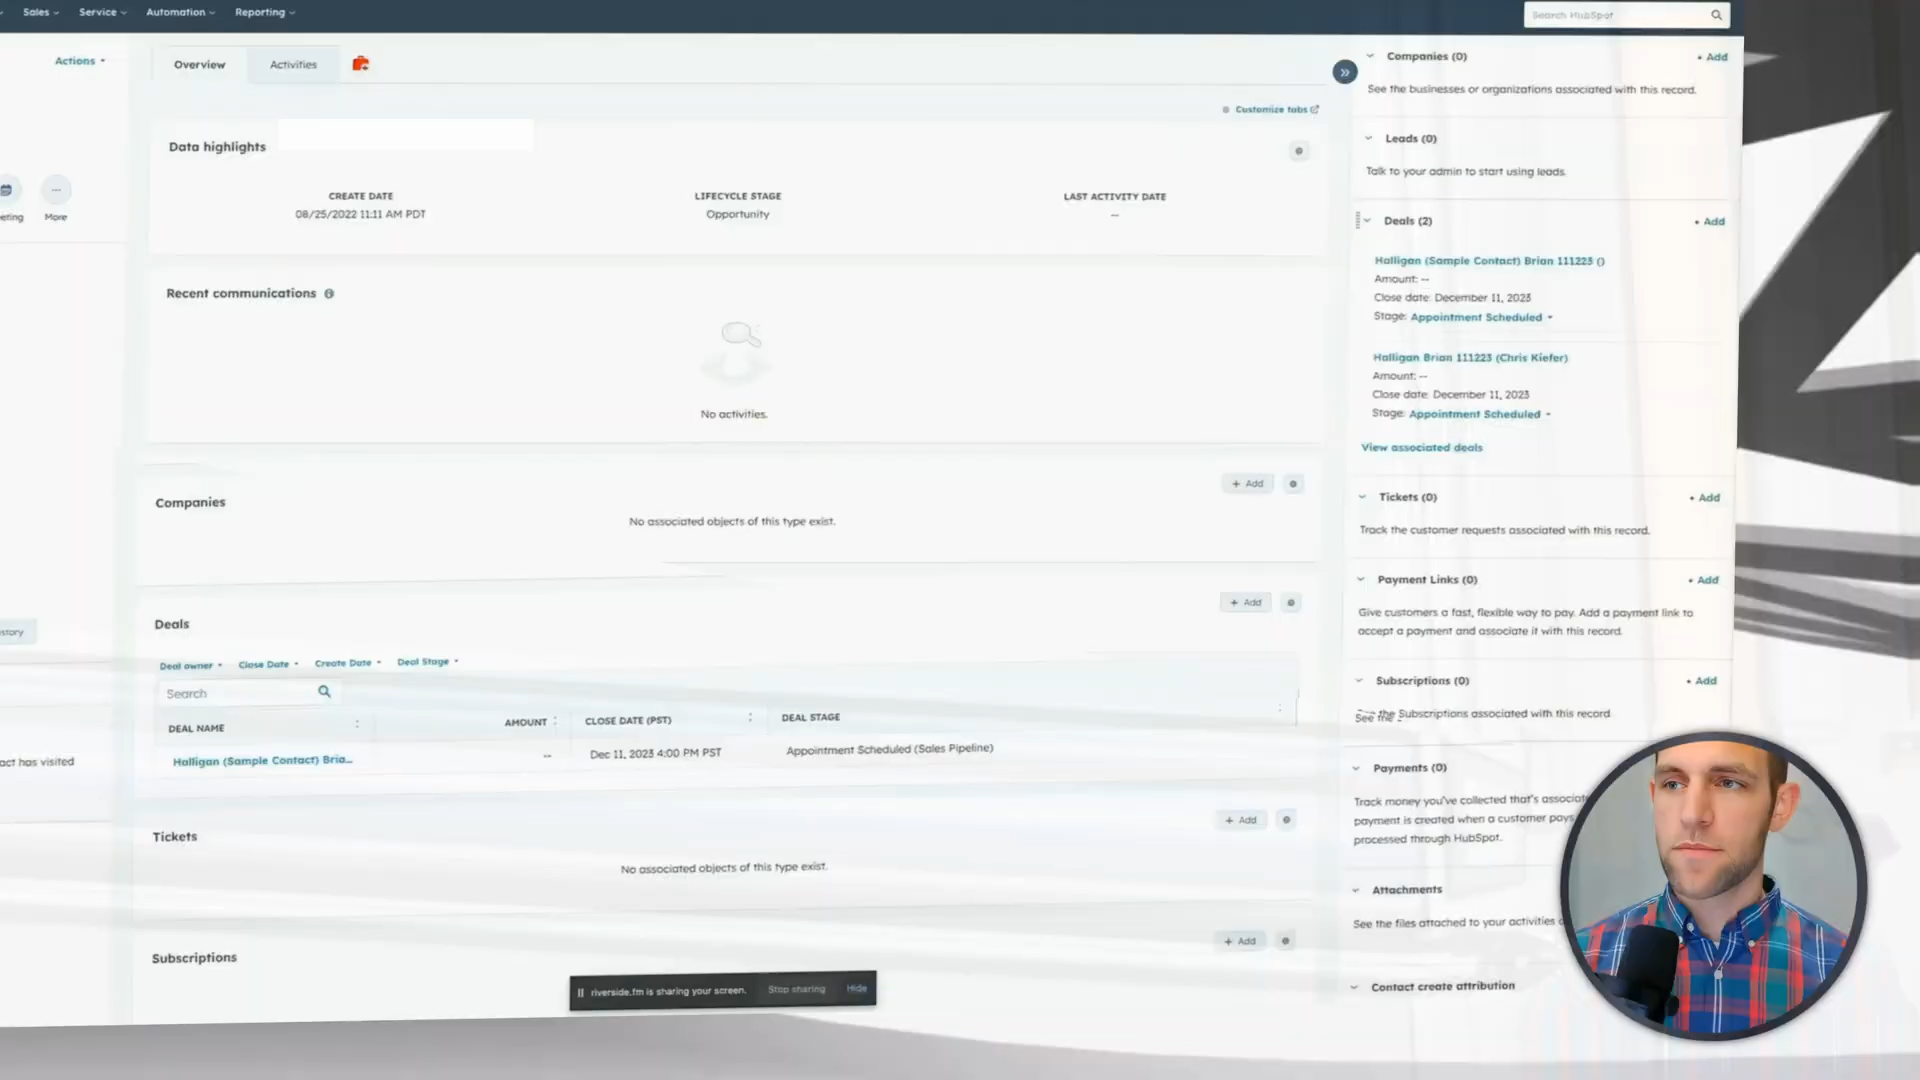 Sales
Service
Automation
Reporting
Search HubSpot
Actions
Overview
Activities
Customize tabs
Data highlights
CREATE DATE
08/25/2022 11:11 AM PDT
LIFECYCLE STAGE
Opportunity
LAST ACTIVITY DATE
--
eting
More
Recent communications
No activities.
Companies
+ Add
No associated objects of this type exist.
Deals
+ Add
story
Deal owner
Close Date
Create Date
Deal Stage
Search
DEAL NAME
AMOUNT
CLOSE DATE (PST)
DEAL STAGE
Halligan (Sample Contact) Bria...
--
Dec 11, 2023 4:00 PM PST
Appointment Scheduled (Sales Pipeline)
act has visited
Tickets
+ Add
No associated objects of this type exist.
Subscriptions
+ Add
riverside.fm is sharing your screen.
Stop sharing
Hide
Companies (0)
+ Add
See the businesses or organizations associated with this record.
Leads (0)
Talk to your admin to start using leads.
Deals (2)
+ Add
Halligan (Sample Contact) Brian 111223 ()
Amount: --
Close date: December 11, 2023
Stage: Appointment Scheduled
Halligan Brian 111223 (Chris Kiefer)
Amount: --
Close date: December 11, 2023
Stage: Appointment Scheduled
View associated deals
Tickets (0)
+ Add
Track the customer requests associated with this record.
Payment Links (0)
+ Add
Give customers a fast, flexible way to pay. Add a payment link to
accept a payment and associate it with this record.
Subscriptions (0)
+ Add
See the Subscriptions associated with this record
Payments (0)
Track money you've collected that's associat
payment is created when a customer pays
processed through HubSpot.
Attachments
See the files attached to your activities
Contact create attribution